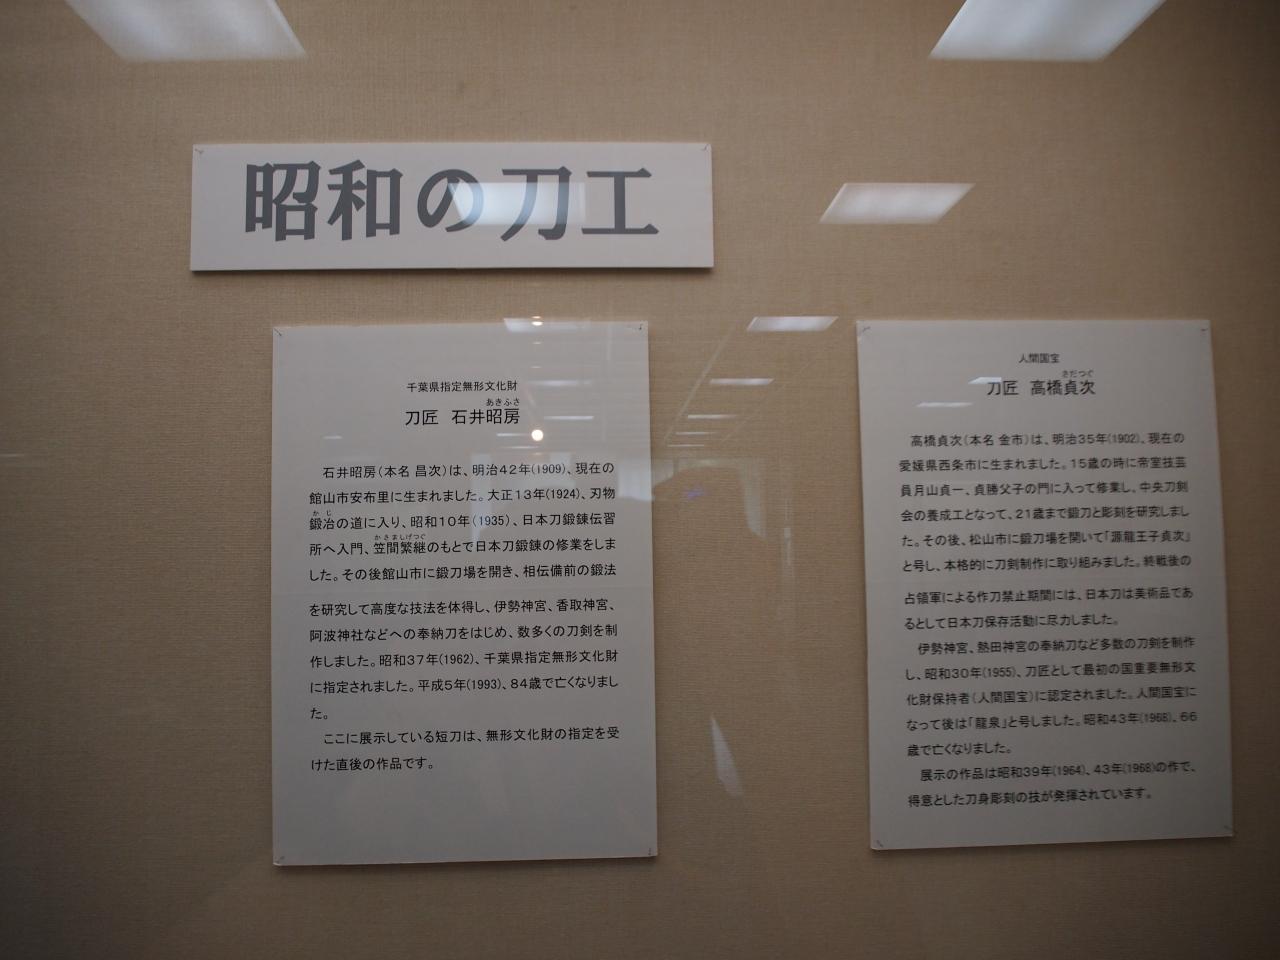 昭和の刀工
千葉県指定無形文化財
あきふさ
刀匠 石井昭房
石井昭房(本名 昌次)は、明治42年(1909)、現在の
館山市安布里に生まれました。大正13年(1924)、刃物
かじ
鍛冶の道に入り、昭和10年(1935)、日本刀鍛錬伝習
かさましげつぐ
所へ入門、笠間繁継のもとで日本刀鍛錬の修業をしま
した。その後館山市に鍛刀場を開き、相伝備前の鍛法
を研究して高度な技法を体得し、伊勢神宮、香取神宮、
阿波神社などへの奉納刀をはじめ、数多くの刀剣を制
作しました。昭和37年(1962)、千葉県指定無形文化財
に指定されました。平成5年(1993)、84歳で亡くなりまし
た。
ここに展示している短刀は、無形文化財の指定を受
けた直後の作品です。
人間国宝
さだつぐ
刀匠 高橋貞次
高橋貞次(本名 金市)は、明治35年(1902)、現在の
愛媛県西条市に生まれました。15歳の時に帝室技芸
員月山貞一、貞勝父子の門に入って修業し、中央刀剣
会の養成工となって、21歳まで鍛刀と彫刻を研究しまし
た。その後、松山市に鍛刀場を開いて「源龍王子貞次」
と号し、本格的に刀剣制作に取り組みました。終戦後の
占領軍による作刀禁止期間には、日本刀は美術品であ
るとして日本刀保存活動に尽力しました。
伊勢神宮、熱田神宮の奉納刀など多数の刀剣を制作
し、昭和30年(1955)、刀匠として最初の国重要無形文
化財保持者(人間国宝)に認定されました。人間国宝に
なって後は「龍泉」と号しました。昭和43年(1968)、66
歳で亡くなりました。
展示の作品は昭和39年(1964)、43年(1968)の作で、
得意とした刀身彫刻の技が発揮されています。